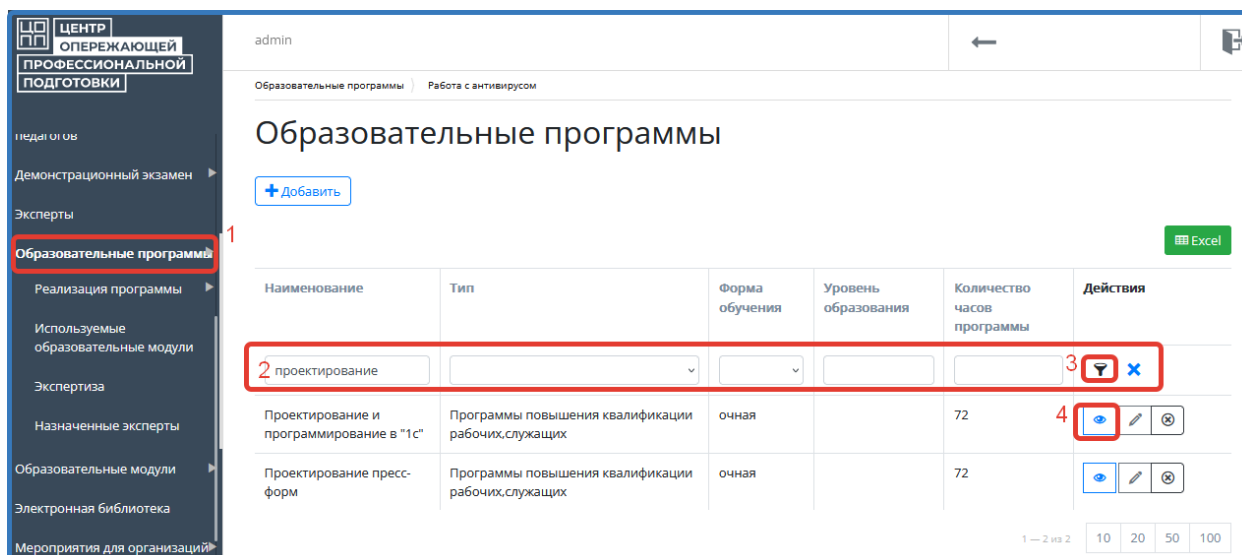 ЦО ПП
ЦЕНТР
ОПЕРЕЖАЮЩЕЙ
ПРОФЕССИОНАЛЬНОЙ
ПОДГОТОВКИ
педагогов
Демонстрационный экзамен
Эксперты
1
Образовательные программы
Реализация программы
Используемые
образовательные модули
Экспертиза
Назначенные эксперты
Образовательные модули
Электронная библиотека
Мероприятия для организаций
admin
Образовательные программы Работа с антивирусом
Образовательные программы
Добавить
Excel
Наименование Тип Форма обучения Уровень образования Количество часов программы Действия
2 проектирование 3
Проектирование и программирование в "1с" Программы повышения квалификации рабочих,служащих очная 72 4
Проектирование пресс-форм Программы повышения квалификации рабочих,служащих очная 72
1 — 2 из 2 10 20 50 100